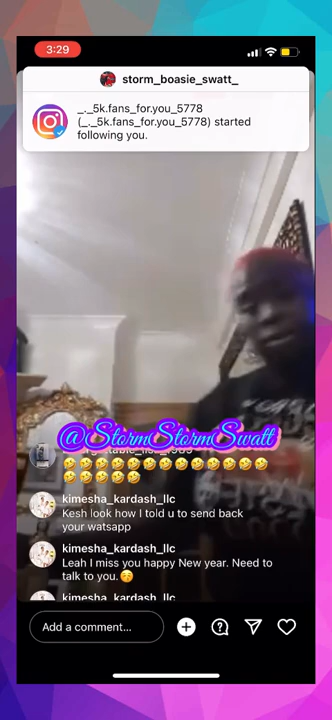 3:29
storm_boasie_swatt_
_._5k.fans_for.you_5778
(_._5k.fans_for.you_5778) started
following you.
@StormStormSwatt
🤣🤣🤣🤣🤣🤣🤣🤣🤣🤣🤣🤣🤣
🤣🤣🤣🤣🤣
kimesha_kardash_llc
Kesh look how I told u to send back
your watsapp
kimesha_kardash_llc
Leah I miss you happy New year. Need to
talk to you.😚
kimesha_kardash_llc
Add a comment...